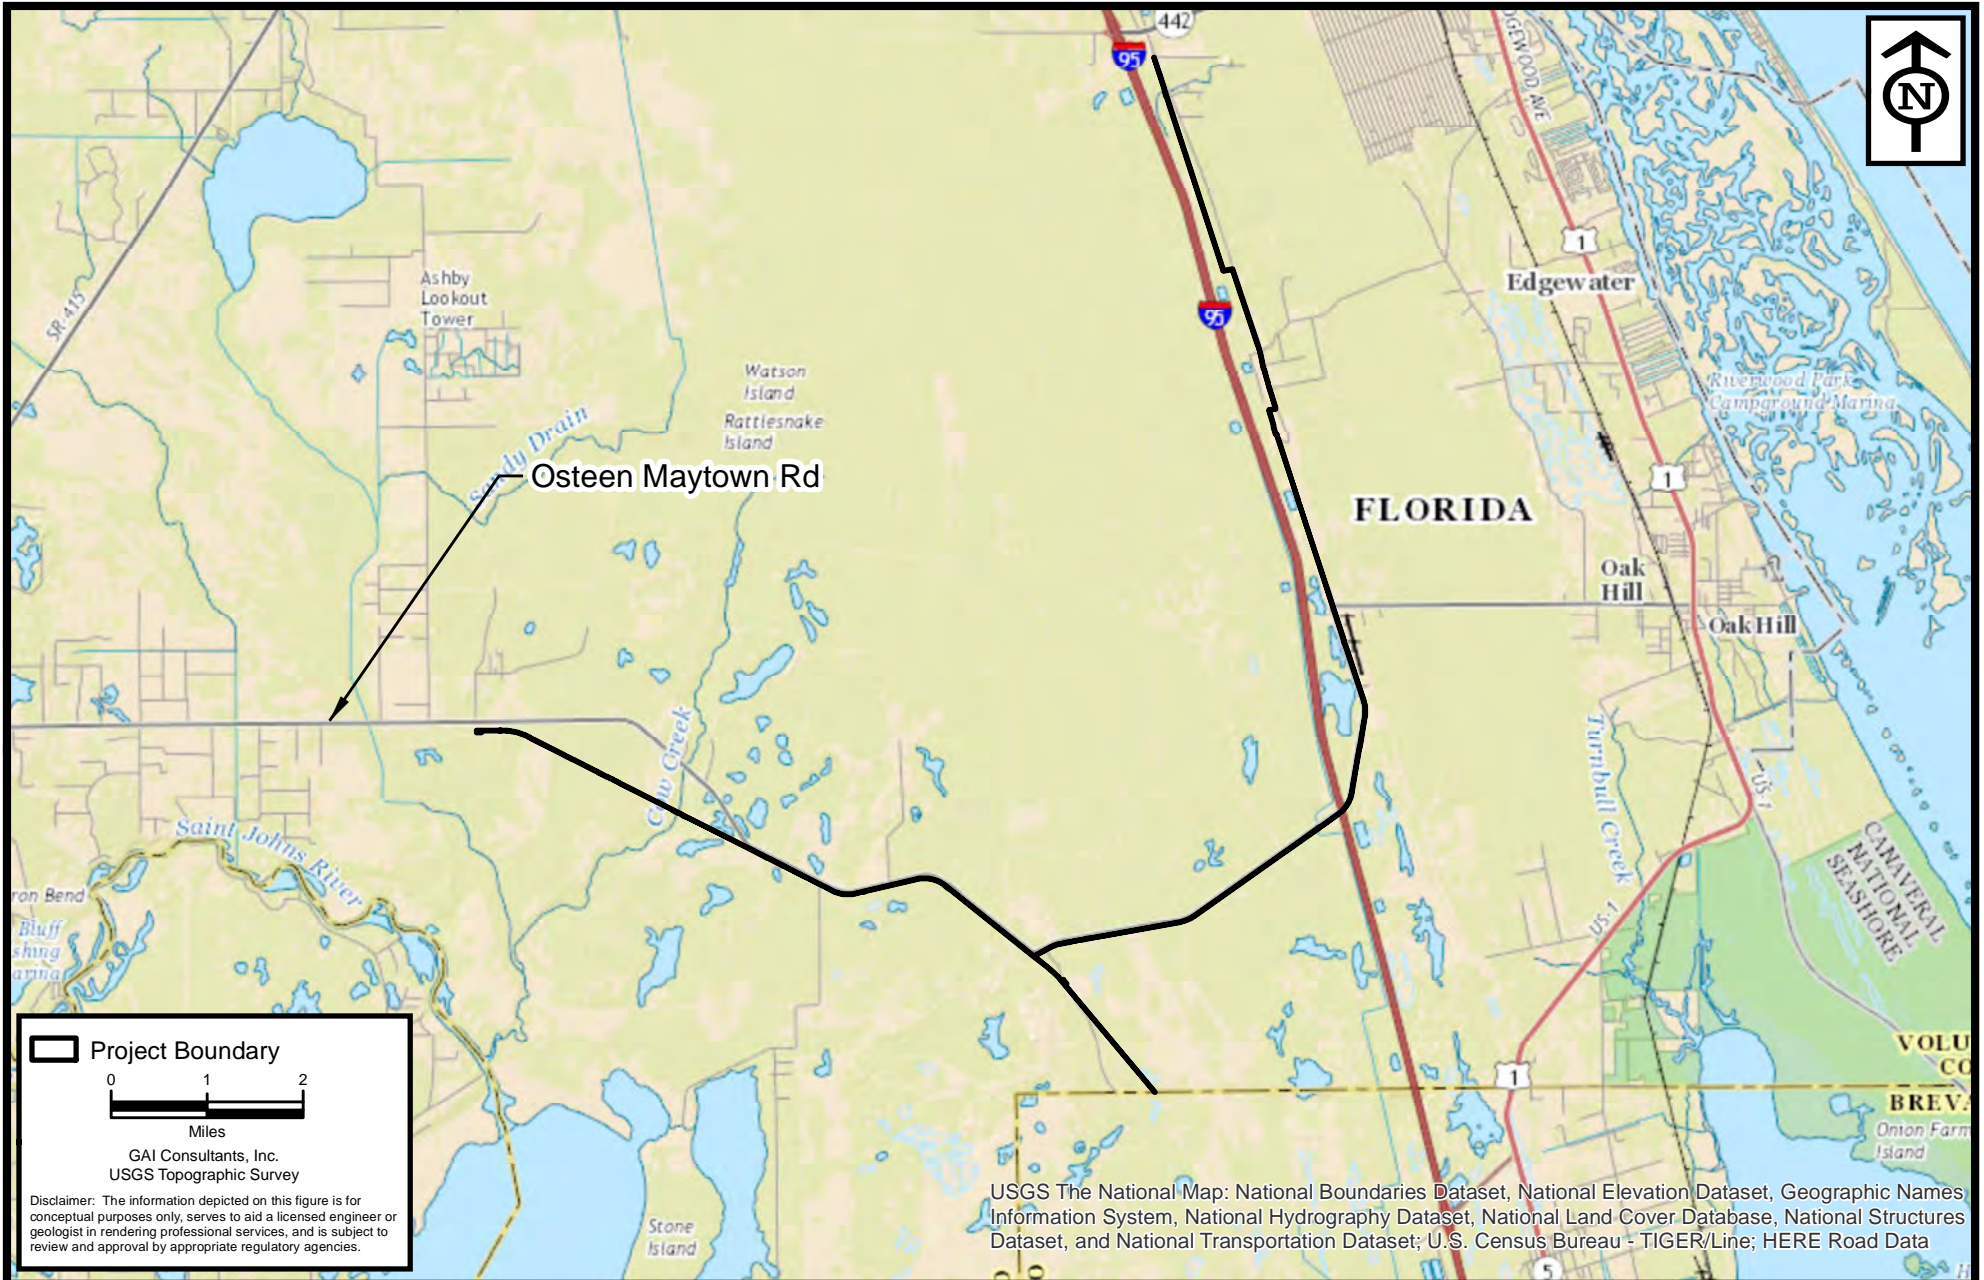 442
95
N
EDGEWOOD AVE
1
Edgewater
SR-415
Ashby
Lookout
Tower
95
Watson
Island
Rattlesnake
Island
Riverwood Park
Campground Marina
Sandy Drain
Osteen Maytown Rd
1
FLORIDA
Oak
Hill
Oak Hill
Cow Creek
Turnbull Creek
US-1
Saint Johns River
CANAVERAL
NATIONAL
SEASHORE
ron Bend
Bluff
shing
arina
US-1
Project Boundary
0 1 2
Miles
GAI Consultants, Inc.
USGS Topographic Survey
Disclaimer: The information depicted on this figure is for
conceptual purposes only, serves to aid a licensed engineer or
geologist in rendering professional services, and is subject to
review and approval by appropriate regulatory agencies.
VOLU
CO
1
BREVA
Onion Farm
Island
Stone
Island
USGS The National Map: National Boundaries Dataset, National Elevation Dataset, Geographic Names
Information System, National Hydrography Dataset, National Land Cover Database, National Structures
Dataset, and National Transportation Dataset; U.S. Census Bureau - TIGER/Line; HERE Road Data
5